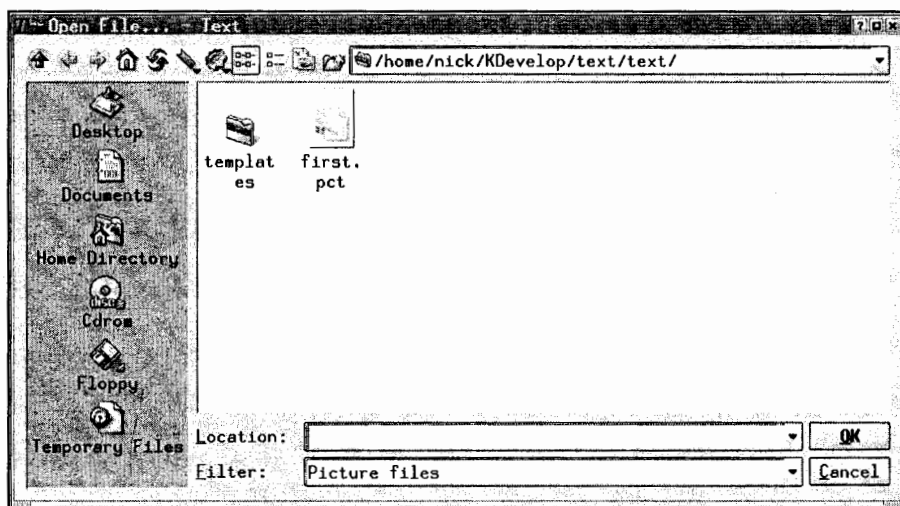 Open File... - Text
/home/nick/KDevelop/text/text/
Desktop
Documents
Home Directory
Cdrom
Floppy
Temporary Files
templat
es
first.
pct
Location:
OK
Filter:
Picture files
Cancel